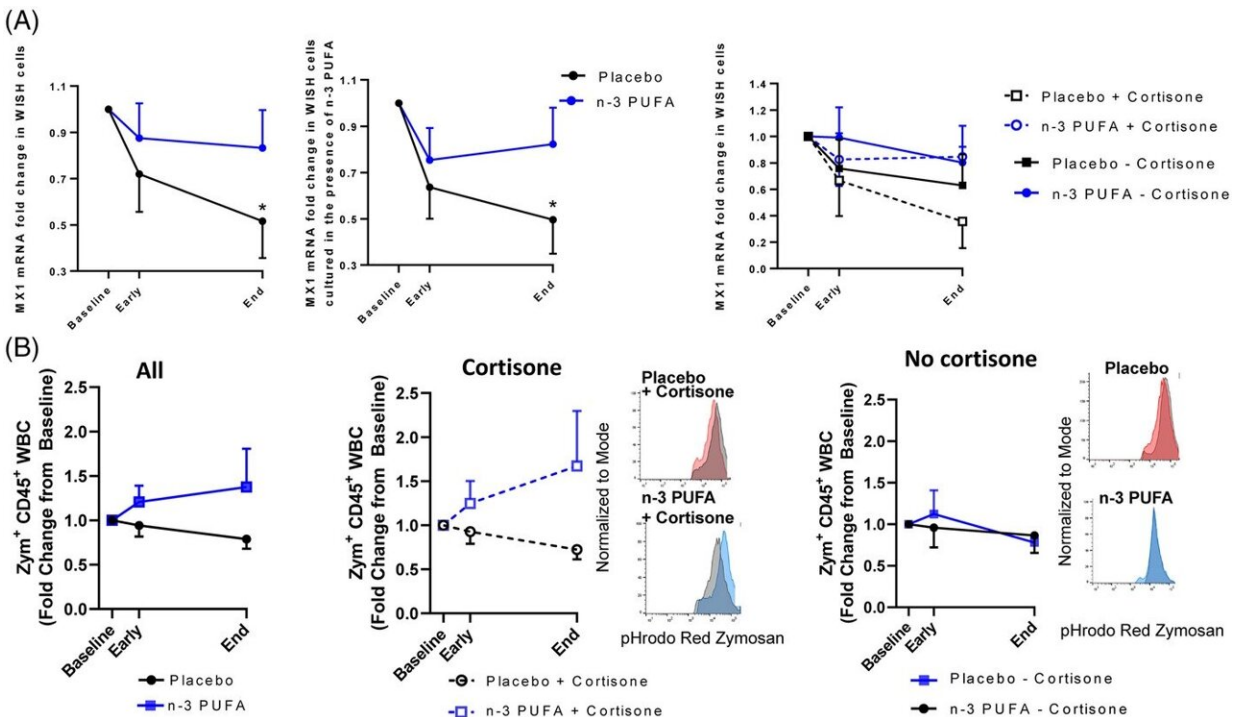 (A)
MX1 mRNA fold change in WISH cells
1.1
0.9
0.7
0.5
0.3
*
Baseline
Early
End
MX1 mRNA fold change in WISH cells
cultured in the presence of n-3 PUFA
1.1
0.9
0.7
0.5
0.3
*
Baseline
Early
End
Placebo
n-3 PUFA
MX1 mRNA fold change in WISH cells
1.4
1.2
1.0
0.8
0.6
0.4
0.2
0.0
Baseline
Early
End
Placebo + Cortisone
n-3 PUFA + Cortisone
Placebo - Cortisone
n-3 PUFA - Cortisone
(B)
All
Zym+ CD45+ WBC
(Fold Change from Baseline)
2.5
2.0
1.5
1.0
0.5
0.0
Baseline
Early
End
Placebo
n-3 PUFA
Cortisone
Zym+ CD45+ WBC
(Fold Change from Baseline)
2.5
2.0
1.5
1.0
0.5
0.0
Baseline
Early
End
Placebo + Cortisone
n-3 PUFA + Cortisone
Placebo
+ Cortisone
Normalized to Mode
n-3 PUFA
+ Cortisone
pHrodo Red Zymosan
No cortisone
Zym+ CD45+ WBC
(Fold Change from Baseline)
2.5
2.0
1.5
1.0
0.5
0.0
Baseline
Early
End
Placebo - Cortisone
n-3 PUFA - Cortisone
Placebo
Normalized to Mode
n-3 PUFA
pHrodo Red Zymosan